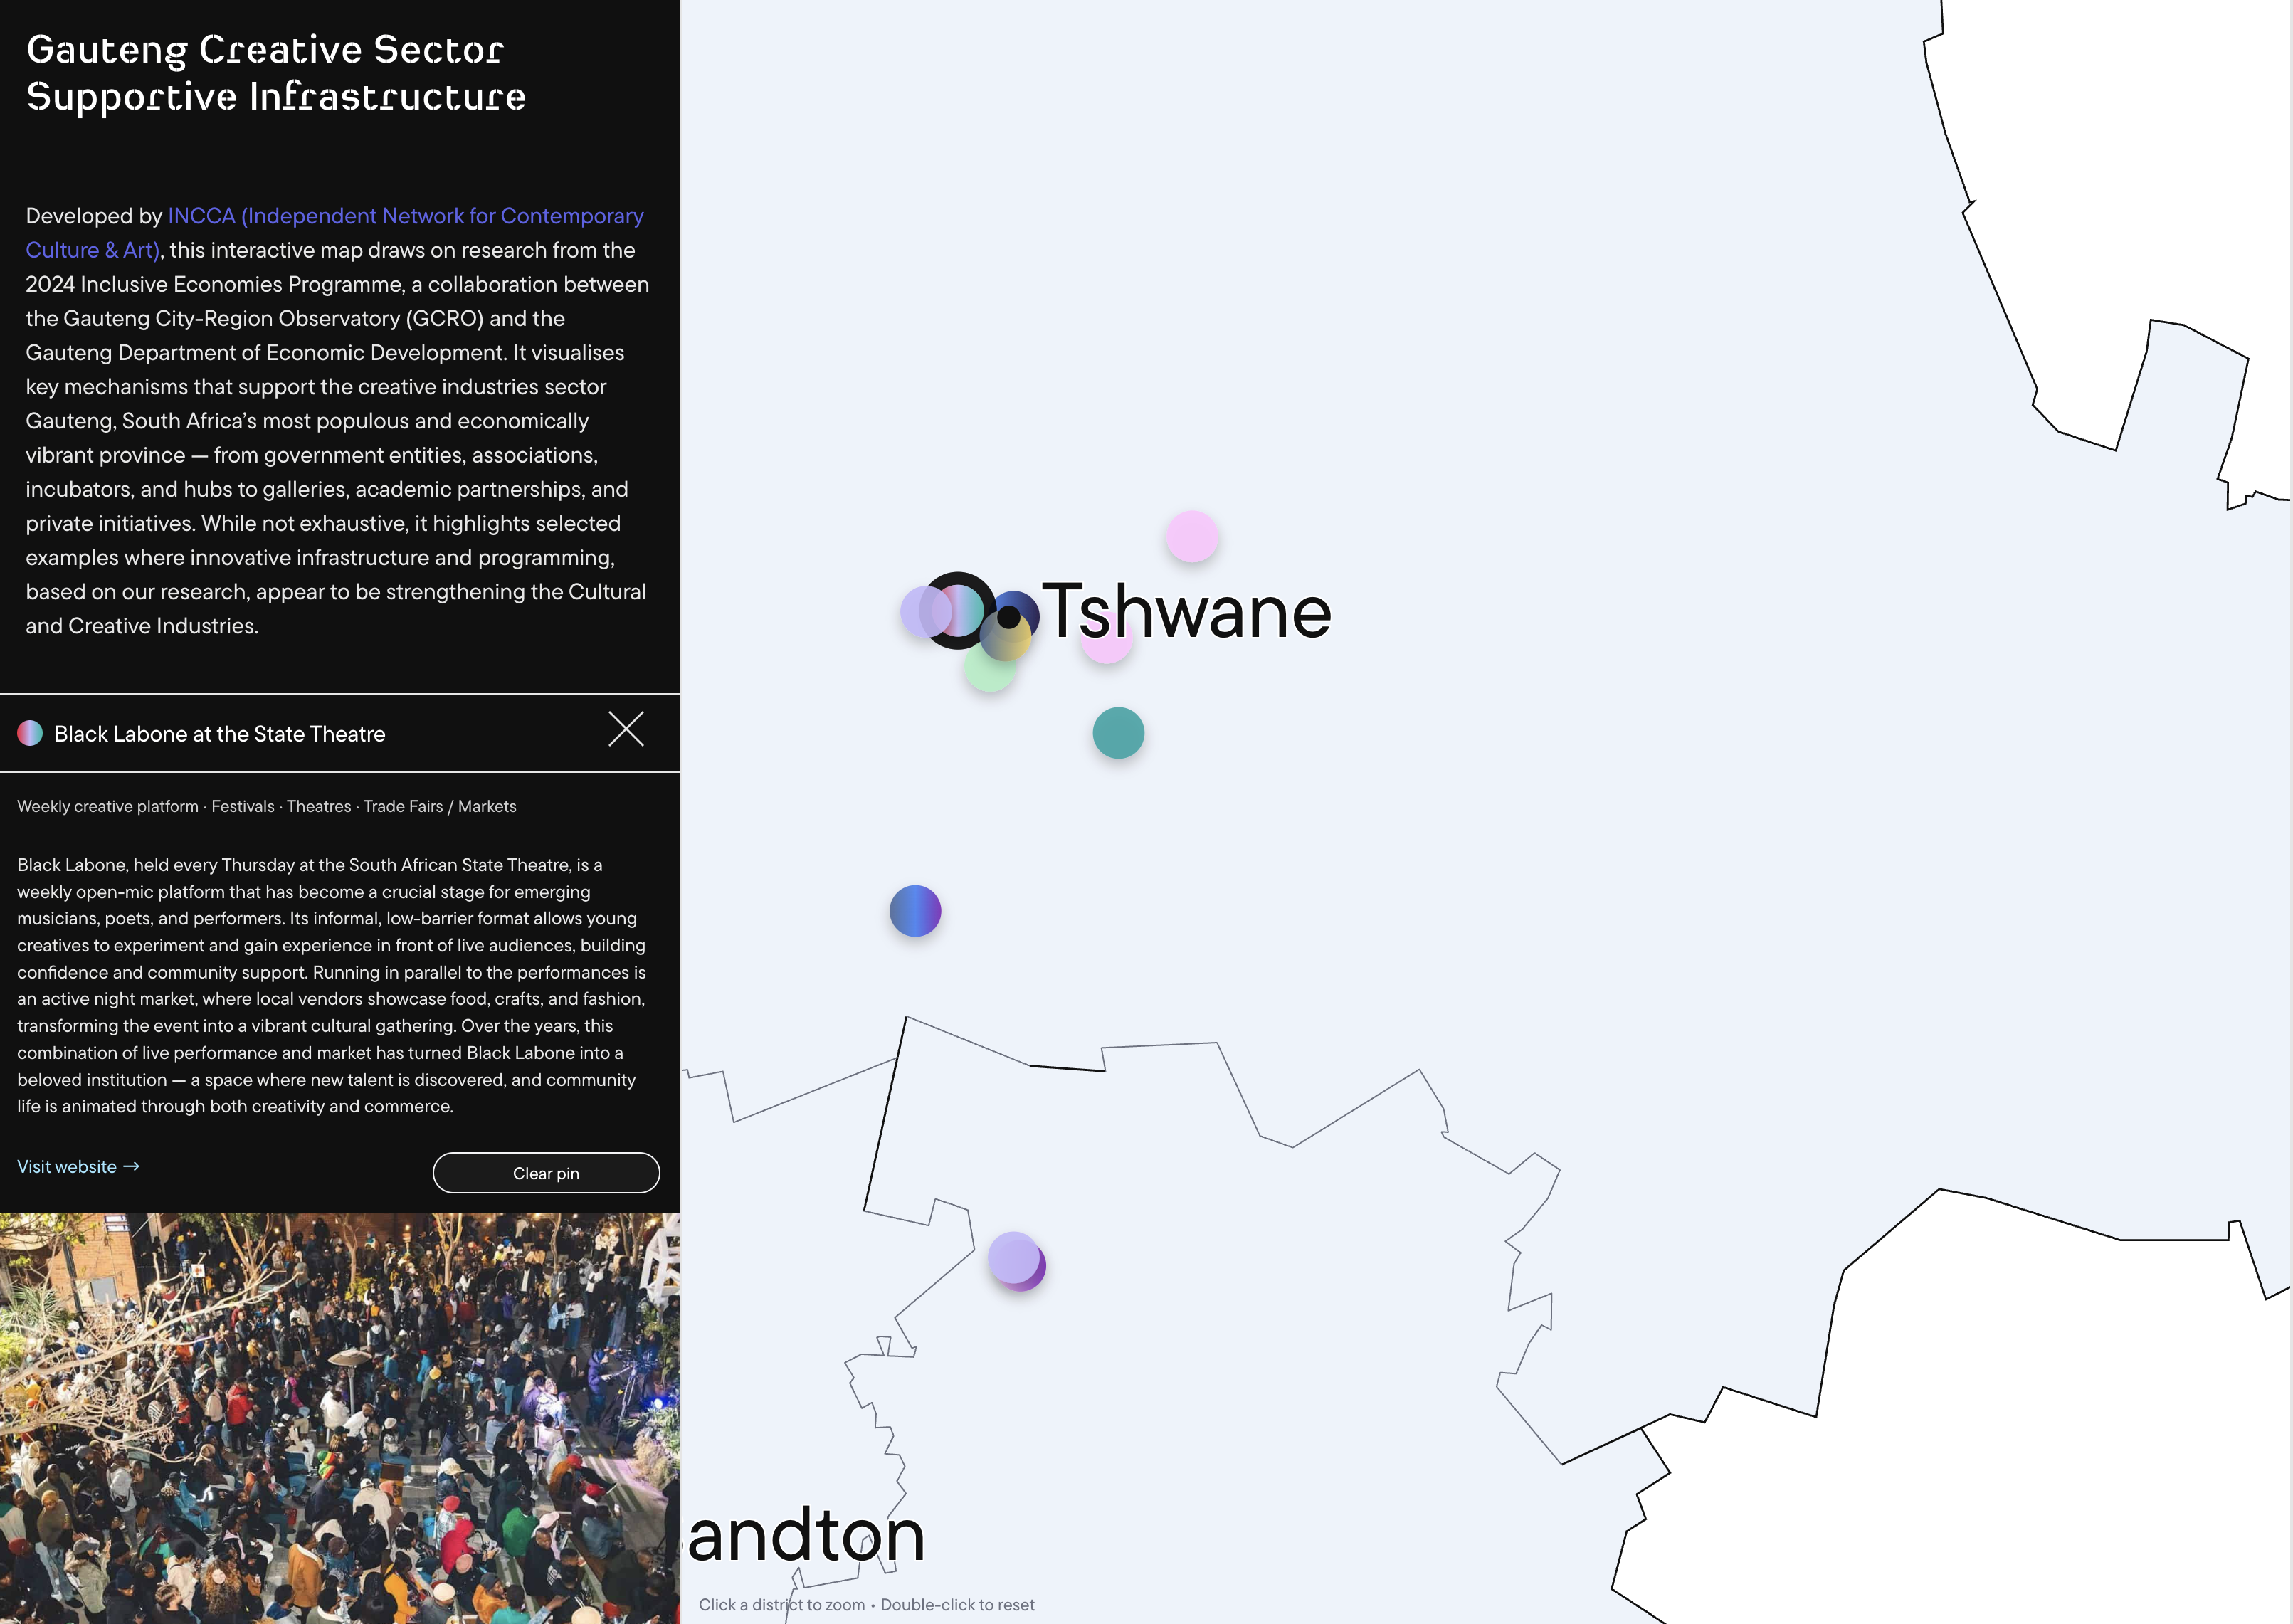 Gauteng Creative Sector
Supportive Infrastructure
Developed by INCCA (Independent Network for Contemporary
Culture & Art), this interactive map draws on research from the
2024 Inclusive Economies Programme, a collaboration between
the Gauteng City-Region Observatory (GCRO) and the
Gauteng Department of Economic Development. It visualises
key mechanisms that support the creative industries sector
Gauteng, South Africa’s most populous and economically
vibrant province — from government entities, associations,
incubators, and hubs to galleries, academic partnerships, and
private initiatives. While not exhaustive, it highlights selected
examples where innovative infrastructure and programming,
based on our research, appear to be strengthening the Cultural
and Creative Industries.
Black Labone at the State Theatre
Weekly creative platform · Festivals · Theatres · Trade Fairs / Markets
Black Labone, held every Thursday at the South African State Theatre, is a
weekly open-mic platform that has become a crucial stage for emerging
musicians, poets, and performers. Its informal, low-barrier format allows young
creatives to experiment and gain experience in front of live audiences, building
confidence and community support. Running in parallel to the performances is
an active night market, where local vendors showcase food, crafts, and fashion,
transforming the event into a vibrant cultural gathering. Over the years, this
combination of live performance and market has turned Black Labone into a
beloved institution — a space where new talent is discovered, and community
life is animated through both creativity and commerce.
Visit website →
Clear pin
Tshwane
andton
Click a district to zoom • Double-click to reset